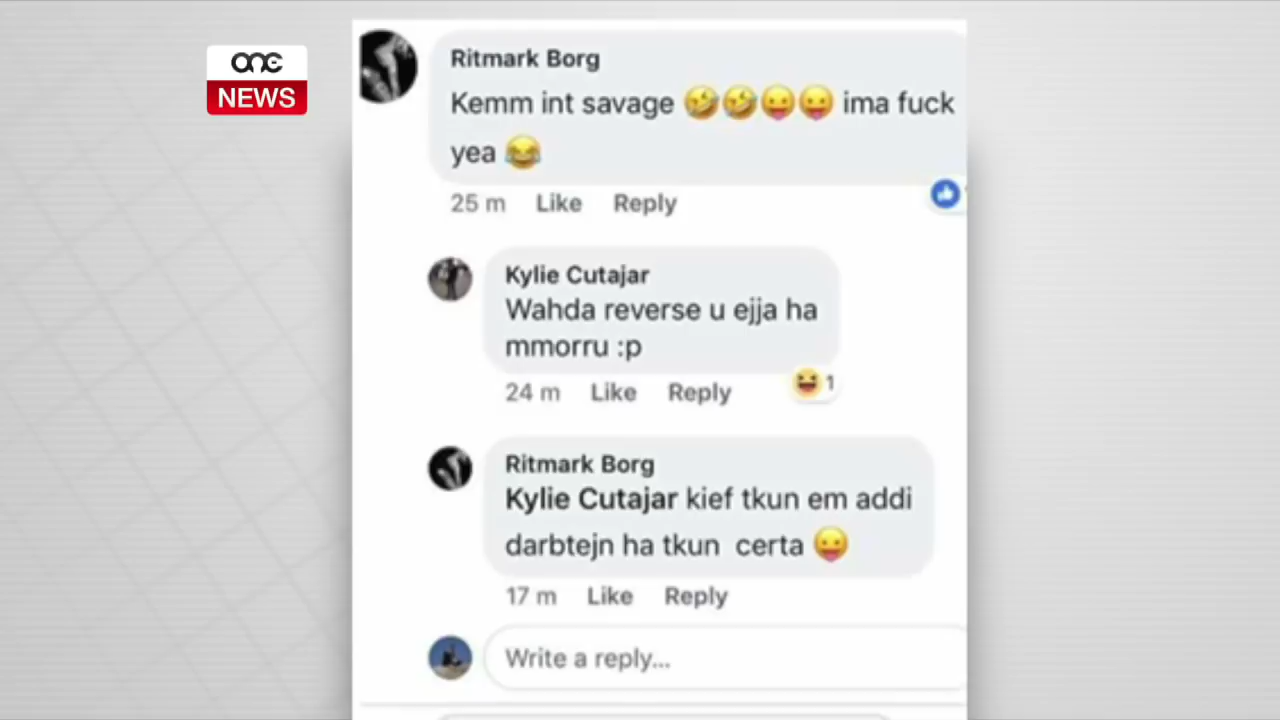 one
NEWS
Ritmark Borg
Kemm int savage 🤣🤣😛😛 ima fuck
yea 😂
25 m Like Reply
Kylie Cutajar
Wahda reverse u ejja ha
mmorru :p
24 m Like Reply 1
Ritmark Borg
Kylie Cutajar kief tkun em addi
darbtejn ha tkun certa 😛
17 m Like Reply
Write a reply...